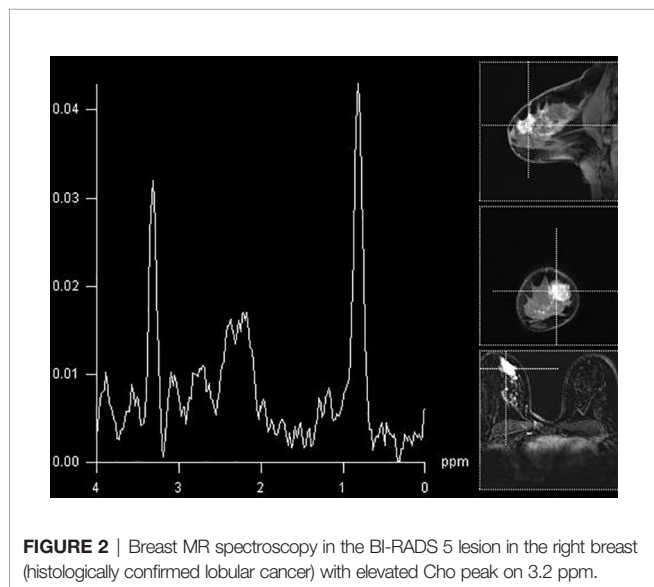 0.04
0.03
0.02
0.01
0.00
4 3 2 1 0
ppm
FIGURE 2 | Breast MR spectroscopy in the BI-RADS 5 lesion in the right breast
(histologically confirmed lobular cancer) with elevated Cho peak on 3.2 ppm.